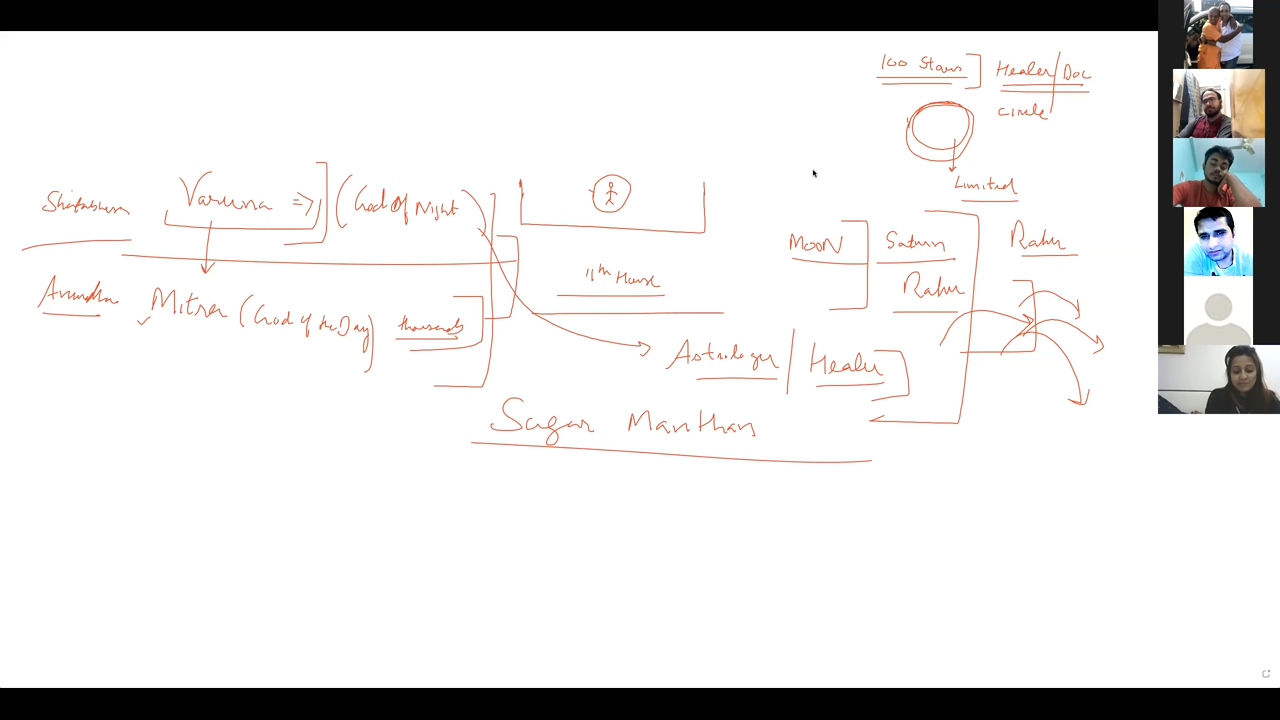 100 Stars
Healer/Doc
circle
Limited
Shatabhisha
Varuna =>
(God of Night
Moon
Saturn
Rahu
Rahu
11th House
Anuradha
Mitra (God of the Day)
thousands
Astrologer
Healer
Sagar Manthan